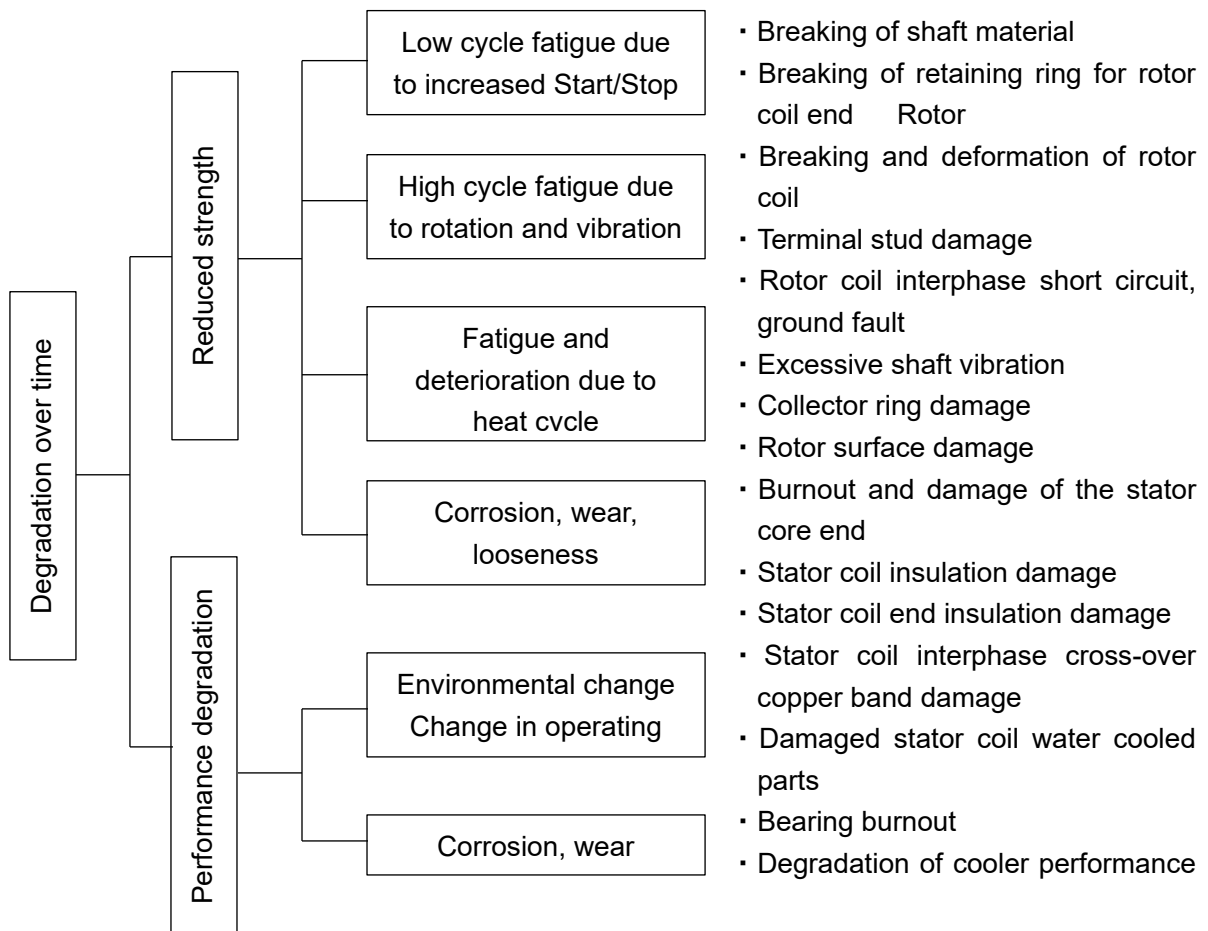 Degradation over time
Reduced strength
Performance degradation
Low cycle fatigue due
to increased Start/Stop
High cycle fatigue due
to rotation and vibration
Fatigue and
deterioration due to
heat cycle
Corrosion, wear,
looseness
Environmental change
Change in operating
Corrosion, wear
・Breaking of shaft material
・Breaking of retaining ring for rotor
coil end Rotor
・Breaking and deformation of rotor
coil
・Terminal stud damage
・Rotor coil interphase short circuit,
ground fault
・Excessive shaft vibration
・Collector ring damage
・Rotor surface damage
・Burnout and damage of the stator
core end
・Stator coil insulation damage
・Stator coil end insulation damage
・Stator coil interphase cross-over
copper band damage
・Damaged stator coil water cooled
parts
・Bearing burnout
・Degradation of cooler performance